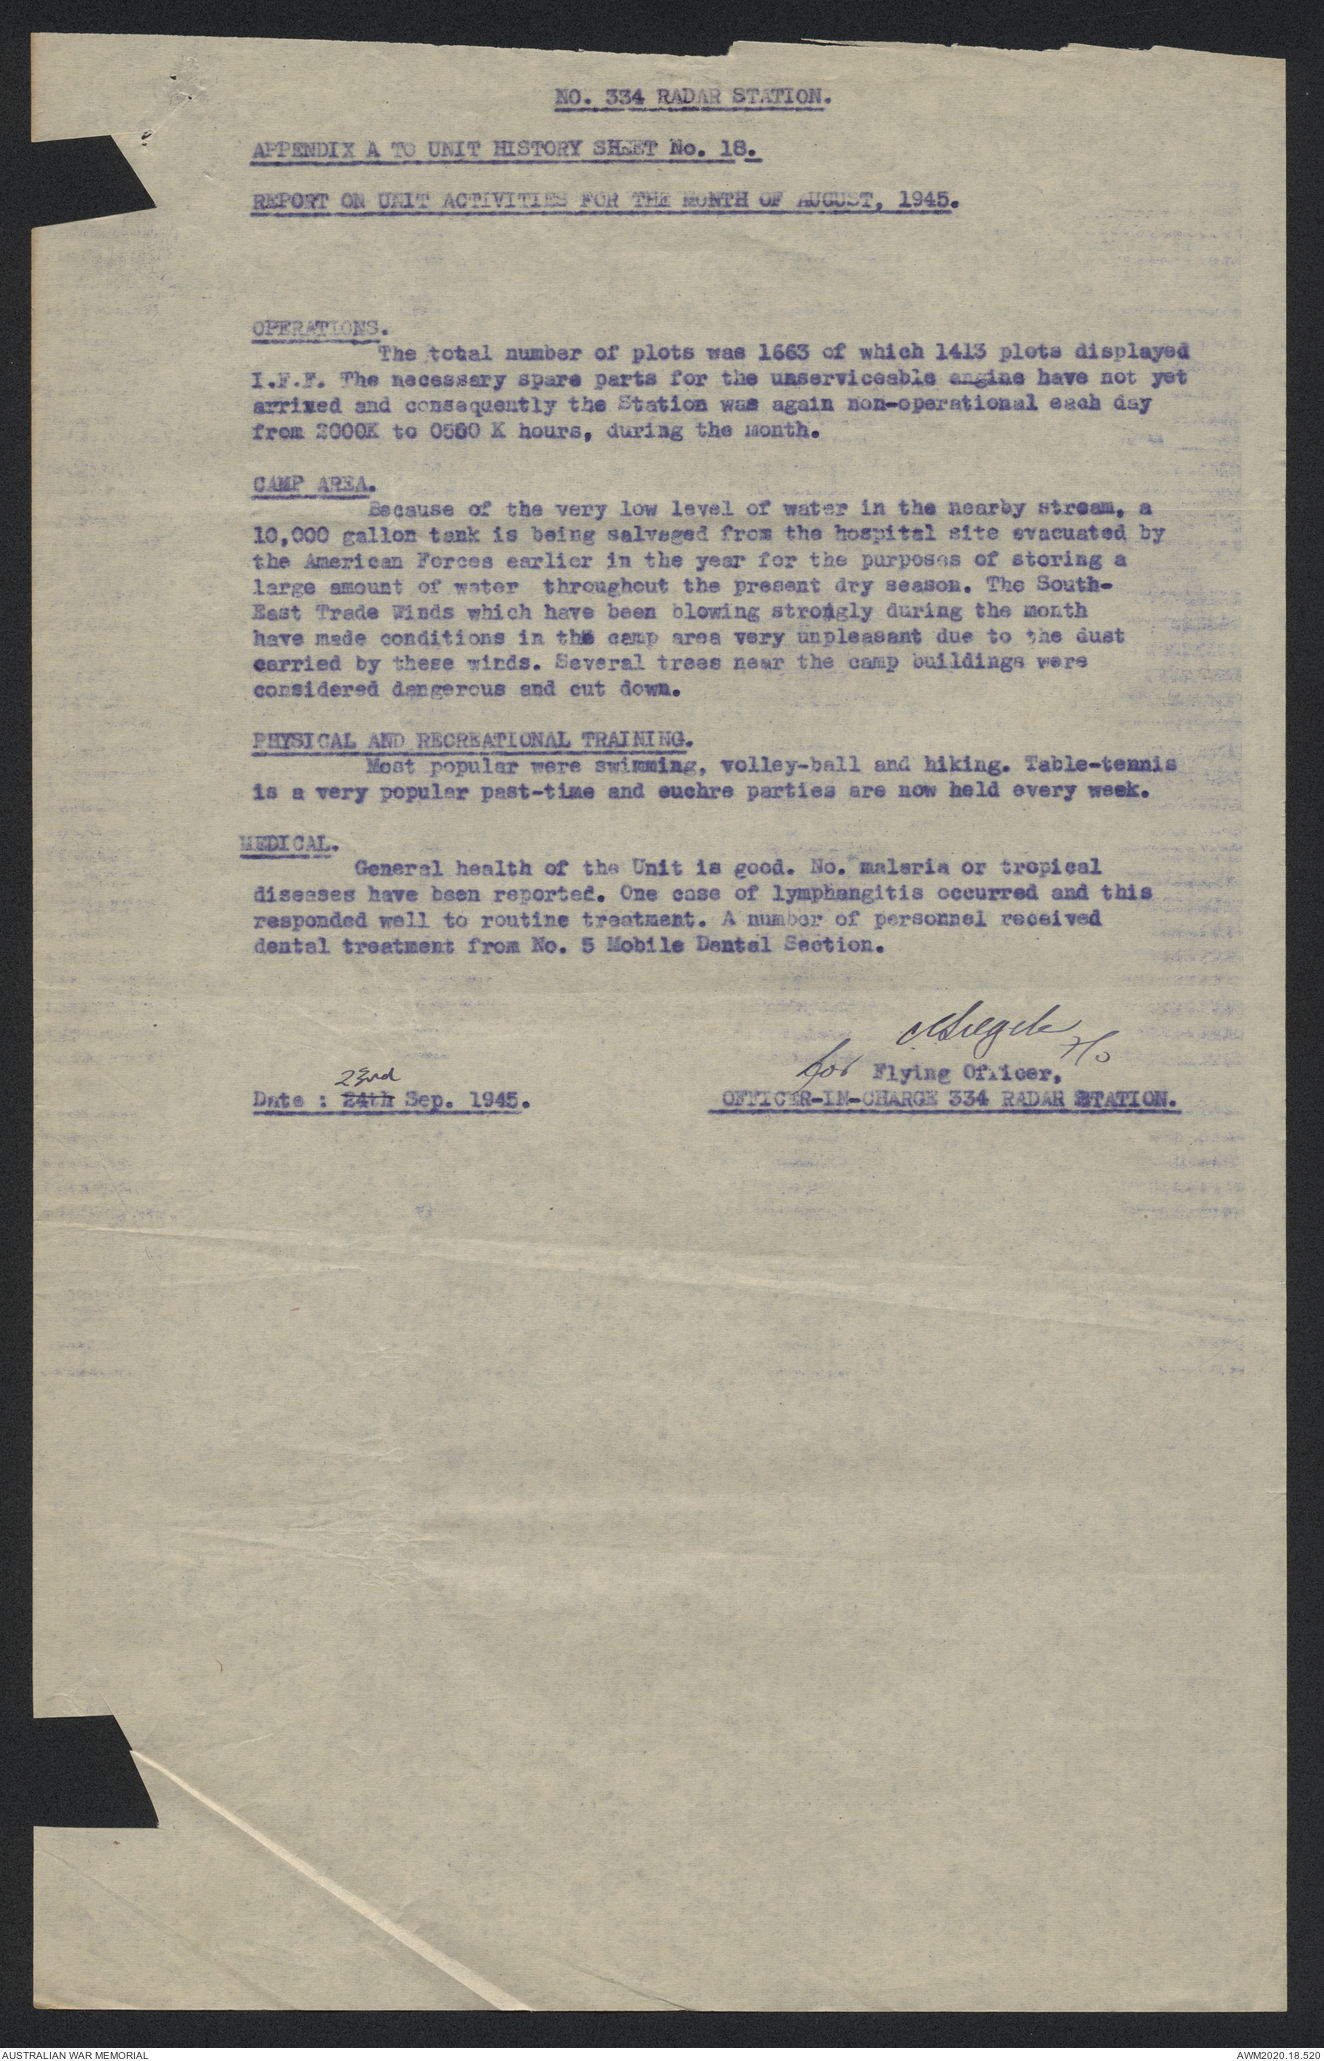 NO. 334 RADAR STATION.
APPENDIX A TO UNIT HISTORY SHEET No. 18.
REPORT ON UNIT ACTIVITIES FOR THE MONTH OF AUGUST, 1945.
OPERATIONS.
The total number of plots was 1663 of which 1413 plots displayed
I.F.F. The necessary spare parts for the unserviceable engine have not yet
arrived and consequently the Station was again non-operational each day
from 2000K to 0500 K hours, during the month.
CAMP AREA.
Because of the very low level of water in the nearby stream, a
10,000 gallon tank is being salvaged from the hospital site evacuated by
the American Forces earlier in the year for the purposes of storing a
large amount of water throughout the present dry season. The South-
East Trade Winds which have been blowing strongly during the month
have made conditions in the camp area very unpleasant due to the dust
carried by these winds. Several trees near the camp buildings were
considered dangerous and cut down.
PHYSICAL AND RECREATIONAL TRAINING.
Most popular were swimming, volley-ball and hiking. Table-tennis
is a very popular past-time and euchre parties are now held every week.
MEDICAL.
General health of the Unit is good. No. malaria or tropical
diseases have been reported. One case of lymphangitis occurred and this
responded well to routine treatment. A number of personnel received
dental treatment from No. 5 Mobile Dental Section.
F/O
for Flying Officer,
23rd
Date : 24th Sep. 1945.
OFFICER-IN-CHARGE 334 RADAR STATION.
AUSTRALIAN WAR MEMORIAL
AWM2020.18.520